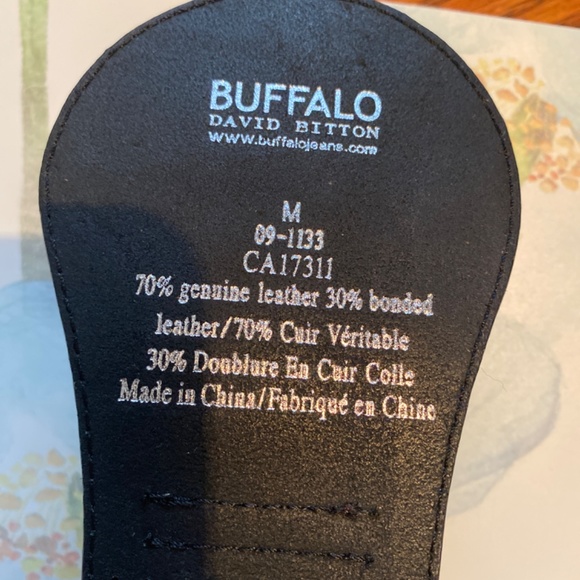 BUFFALO
DAVID BITTON
www.buffalojeans.com
M
09-1133
CA17311
70% genuine leather 30% bonded
leather/70% Cuir Véritable
30% Doublure En Cuir Colle
Made in China/Fabriqué en Chine